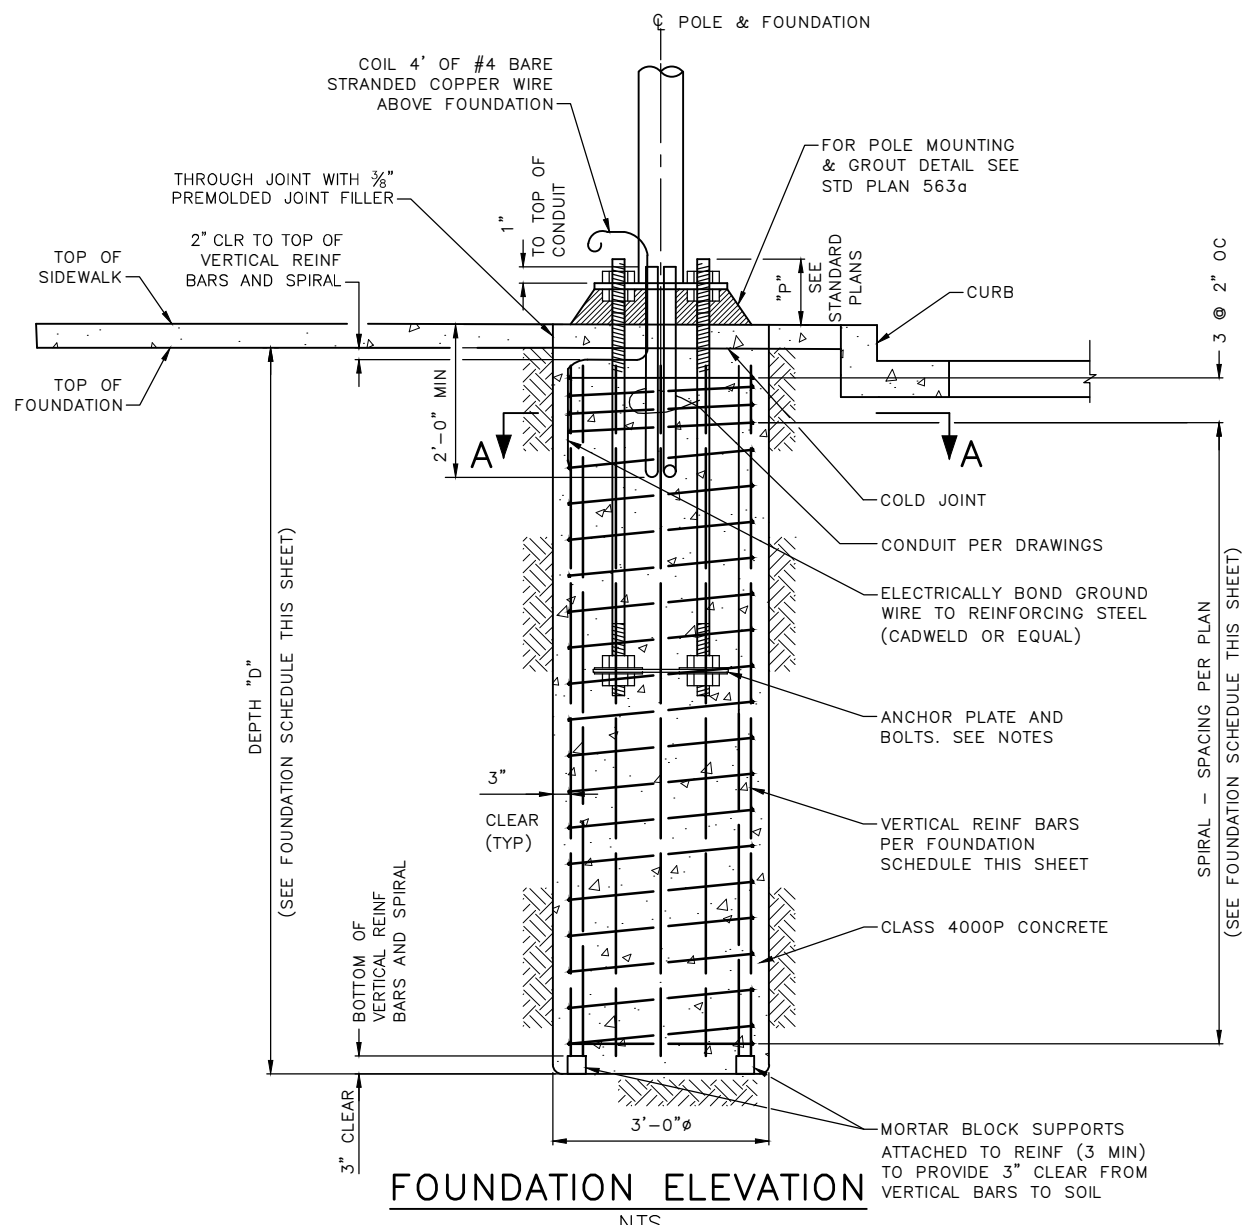 ℄ POLE & FOUNDATION
COIL 4' OF #4 BARE
STRANDED COPPER WIRE
ABOVE FOUNDATION
FOR POLE MOUNTING
& GROUT DETAIL SEE
STD PLAN 563a
THROUGH JOINT WITH ⅜"
PREMOLDED JOINT FILLER
1"
TO TOP OF
CONDUIT
2" CLR TO TOP OF
VERTICAL REINF
BARS AND SPIRAL
TOP OF
SIDEWALK
"P"
SEE
STANDARD
PLANS
CURB
3 @ 2" OC
TOP OF
FOUNDATION
2'-0" MIN
A
A
COLD JOINT
CONDUIT PER DRAWINGS
ELECTRICALLY BOND GROUND
WIRE TO REINFORCING STEEL
(CADWELD OR EQUAL)
DEPTH "D"
(SEE FOUNDATION SCHEDULE THIS SHEET)
SPIRAL – SPACING PER PLAN
(SEE FOUNDATION SCHEDULE THIS SHEET)
ANCHOR PLATE AND
BOLTS. SEE NOTES
3"
CLEAR
(TYP)
VERTICAL REINF BARS
PER FOUNDATION
SCHEDULE THIS SHEET
BOTTOM OF
VERTICAL REINF
BARS AND SPIRAL
CLASS 4000P CONCRETE
3" CLEAR
3'-0"ø
MORTAR BLOCK SUPPORTS
ATTACHED TO REINF (3 MIN)
TO PROVIDE 3" CLEAR FROM
VERTICAL BARS TO SOIL
FOUNDATION ELEVATION
NTS